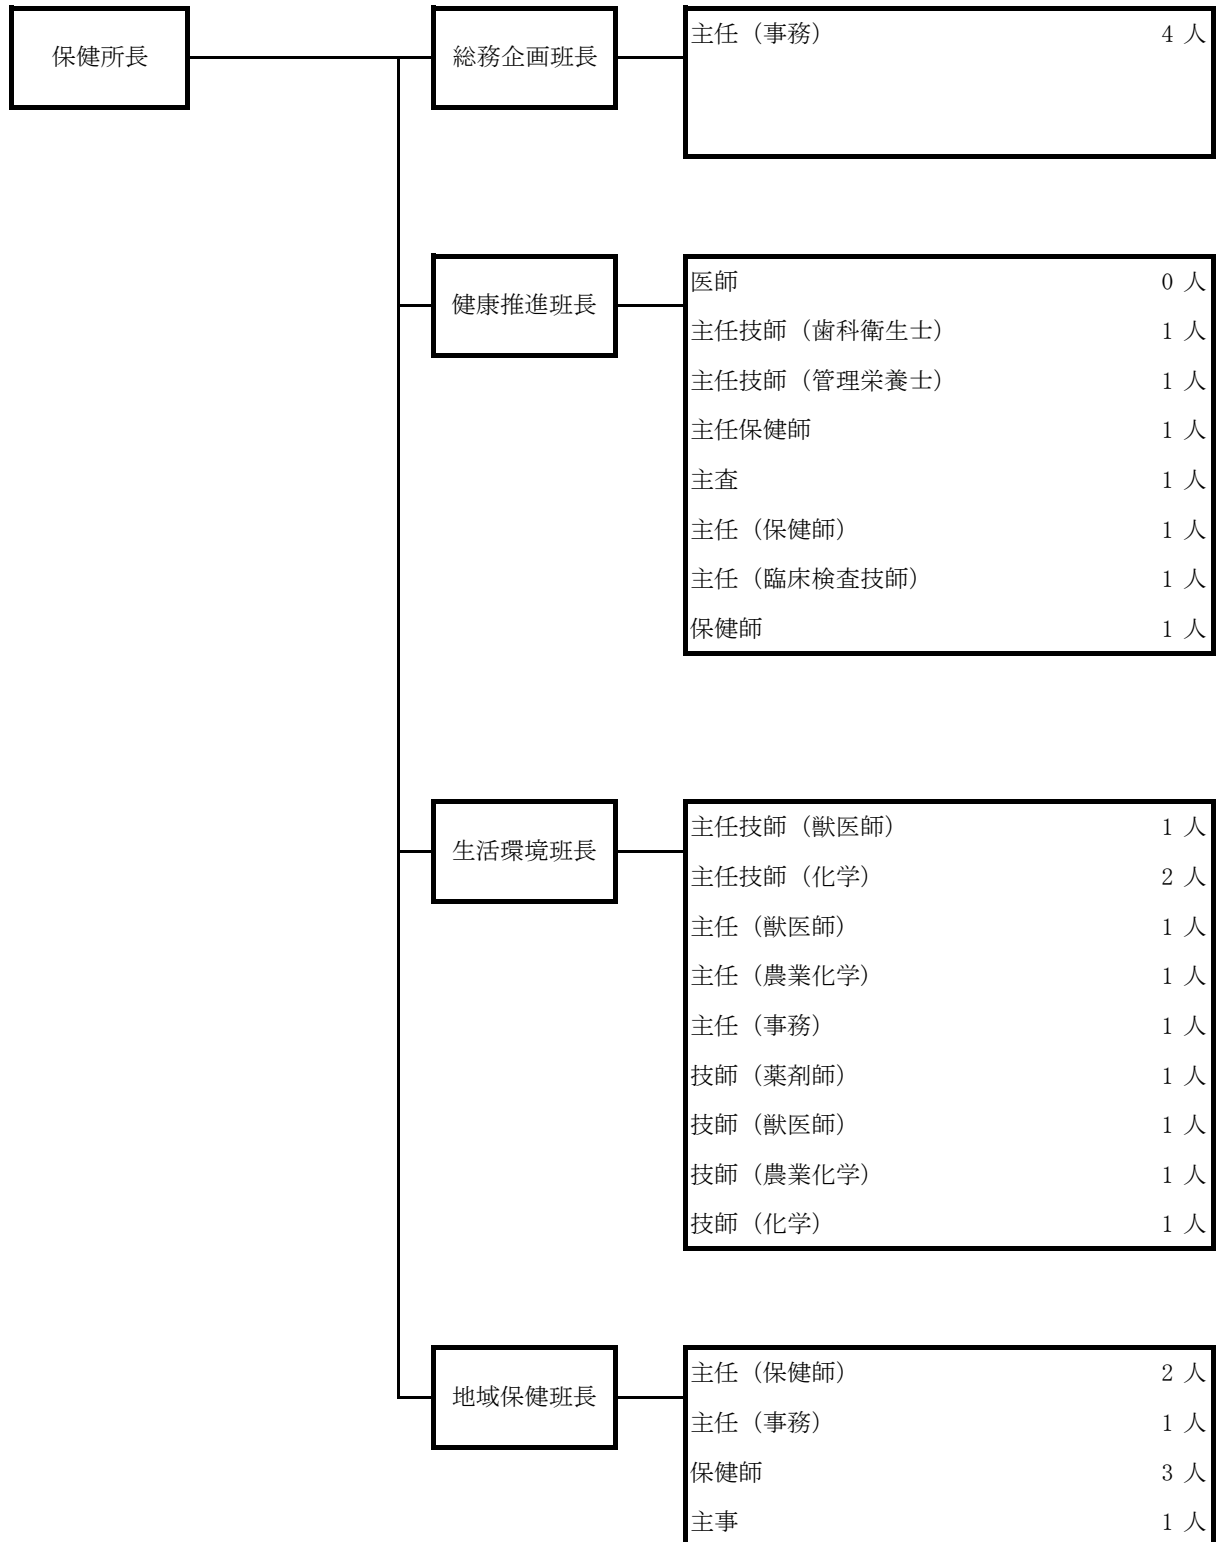 保健所長
総務企画班長
主任（事務） 4 人
健康推進班長
医師 0 人
主任技師（歯科衛生士） 1 人
主任技師（管理栄養士） 1 人
主任保健師 1 人
主査 1 人
主任（保健師） 1 人
主任（臨床検査技師） 1 人
保健師 1 人
生活環境班長
主任技師（獣医師） 1 人
主任技師（化学） 2 人
主任（獣医師） 1 人
主任（農業化学） 1 人
主任（事務） 1 人
技師（薬剤師） 1 人
技師（獣医師） 1 人
技師（農業化学） 1 人
技師（化学） 1 人
地域保健班長
主任（保健師） 2 人
主任（事務） 1 人
保健師 3 人
主事 1 人